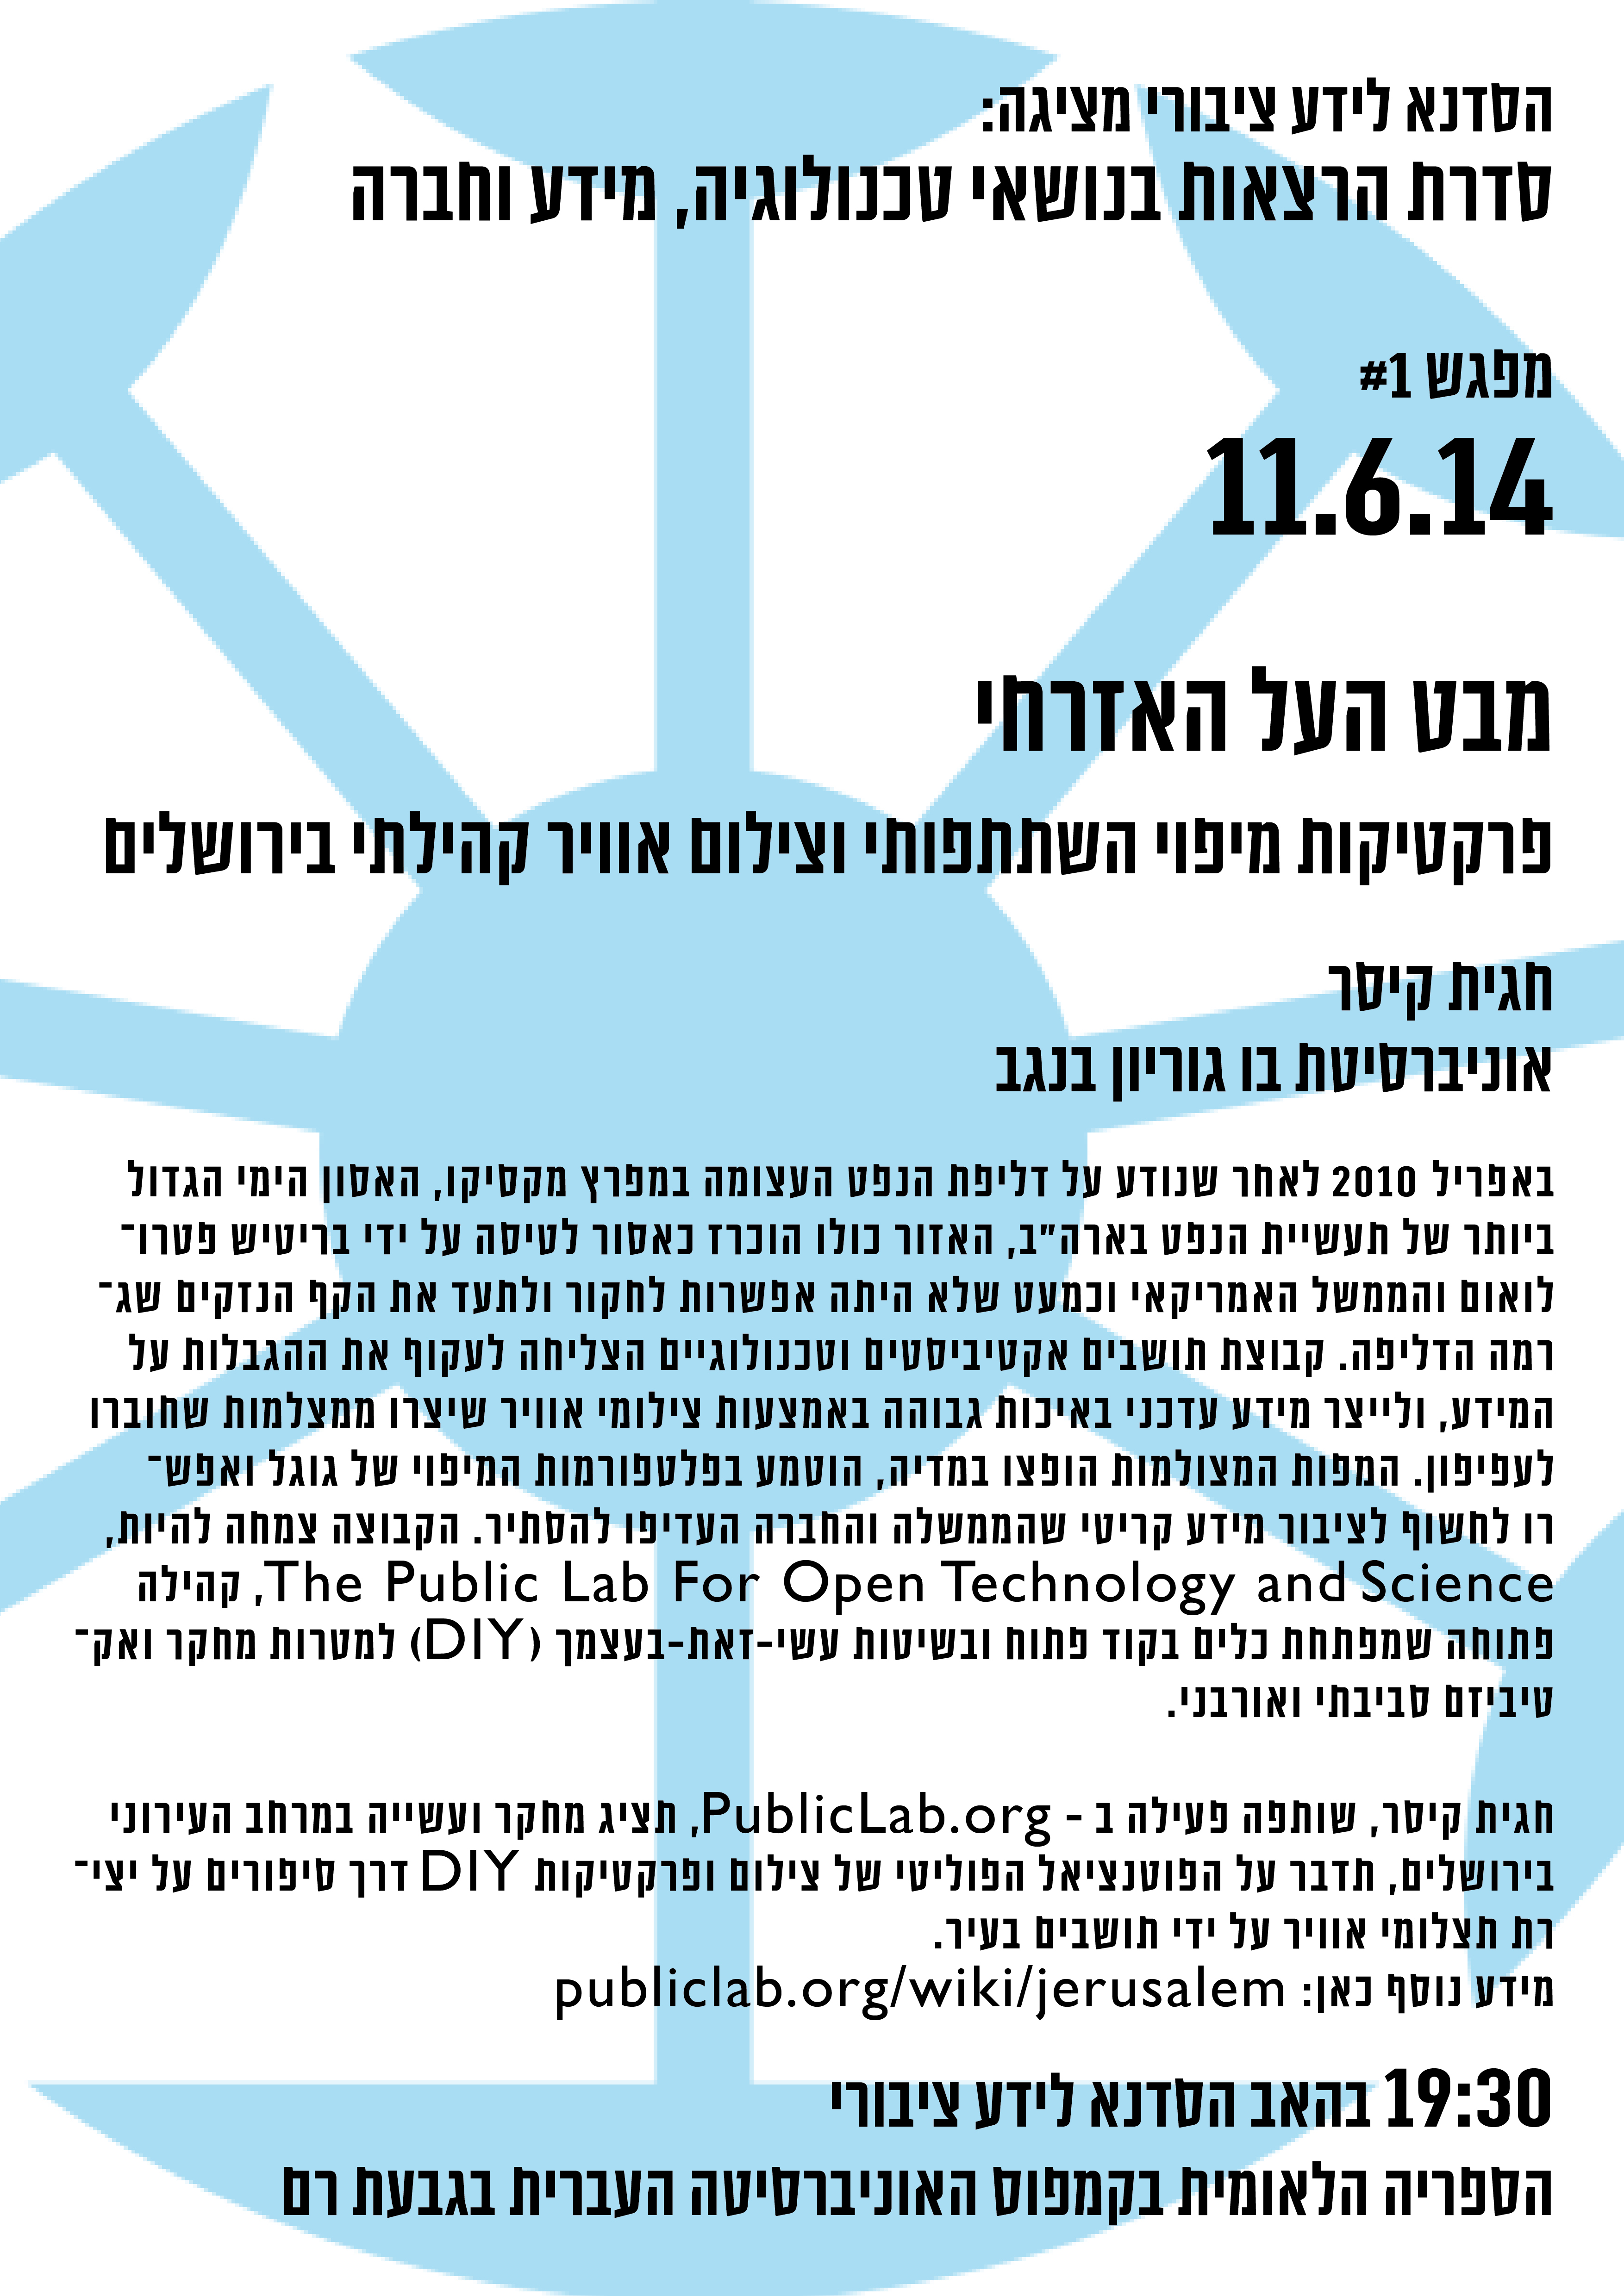 הסדנא לידע ציבורי מציגה:
סדרת הרצאות בנושאי טכנולוגיה, מידע וחברה
מפגש 1#
11.6.14
מבט העל האזרחי
פרקטיקות מיפוי השתתפותי וצילום אוויר קהילתי בירושלים
חגית קיסר
אוניברסיטת בו גוריון בנגב
באפריל 2010 לאחר שנודע על דליפת הנפט העצומה במפרץ מקסיקו, האסון הימי הגדול
ביותר של תעשיית הנפט בארה״ב, האזור כולו הוכרז כאסור לטיסה על ידי בריטיש פטרו־
לואום והממשל האמריקאי וכמעט שלא היתה אפשרות לחקור ולתעד את הקף הנזקים שג־
רמה הדליפה. קבוצת תושבים אקטיביסטים וטכנולוגיים הצליחה לעקוף את ההגבלות על
המידע, ולייצר מידע עדכני באיכות גבוהה באמצעות צילומי אוויר שיצרו ממצלמות שחוברו
לעפיפון. המפות המצולמות הופצו במדיה, הוטמע בפלטפורמות המיפוי של גוגל ואפש־
רו לחשוף לציבור מידע קריטי שהממשלה והחברה העדיפו להסתיר. הקבוצה צמחה להיות,
The Public Lab For Open Technology and Science, קהילה
פתוחה שמפתחת כלים בקוד פתוח ובשיטות עשי-זאת-בעצמך (DIY) למטרות מחקר ואק־
טיביזם סביבתי ואורבני.
חגית קיסר, שותפה פעילה ב - PublicLab.org, תציג מחקר ועשייה במרחב העירוני
בירושלים, תדבר על הפוטנציאל הפוליטי של צילום ופרקטיקות DIY דרך סיפורים על יצי־
רת תצלומי אוויר על ידי תושבים בעיר.
מידע נוסף כאן: publiclab.org/wiki/jerusalem
19:30 בהאב הסדנא לידע ציבורי
הספריה הלאומית בקמפוס האוניברסיטה העברית בגבעת רם